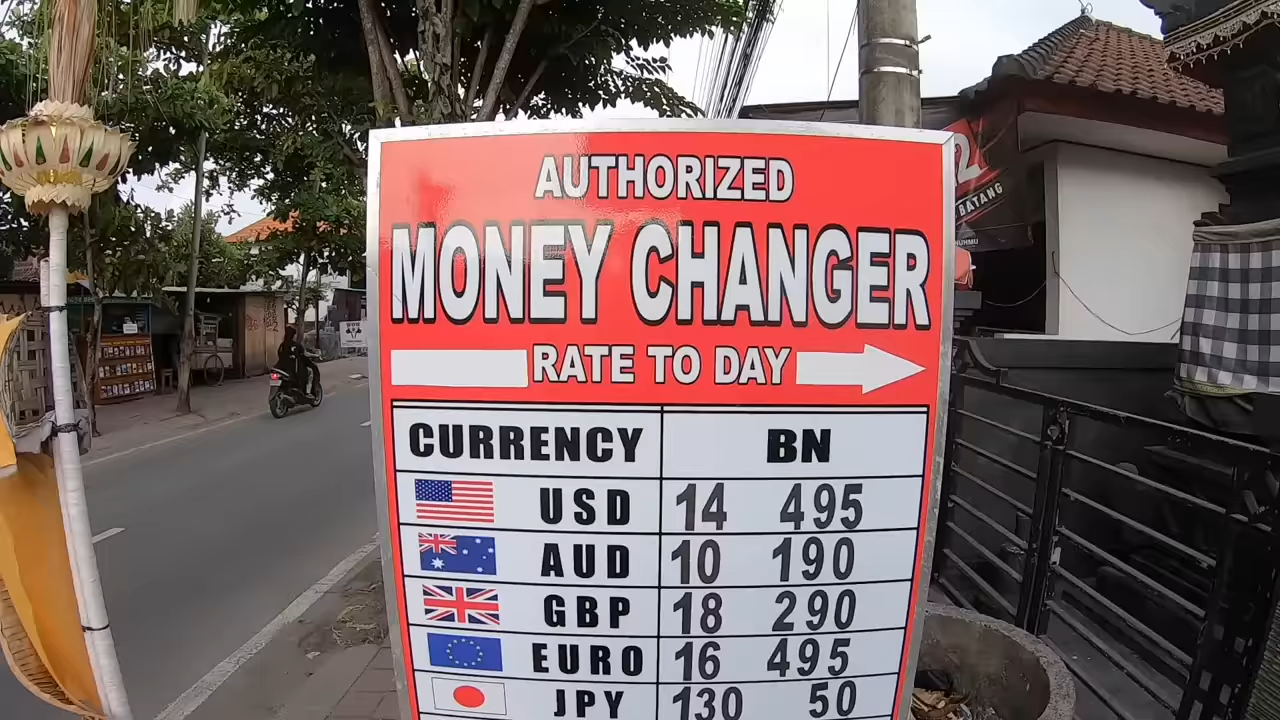 AUTHORIZED
MONEY CHANGER
RATE TO DAY
CURRENCY BN
USD 14 495
AUD 10 190
GBP 18 290
EURO 16 495
JPY 130 50
2
BATANG